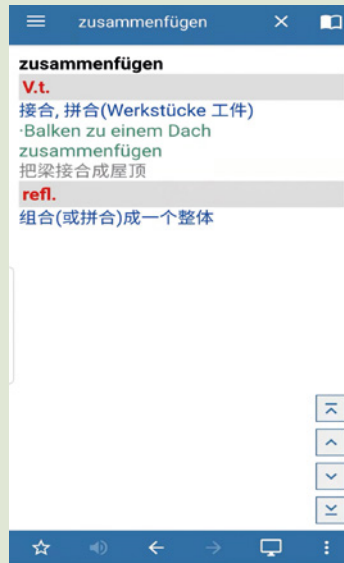 zusammenfügen
zusammenfügen
V.t.
接合, 拼合(Werkstücke 工件)
·Balken zu einem Dach
zusammenfügen
把梁接合成屋顶
refl.
组合(或拼合)成一个整体